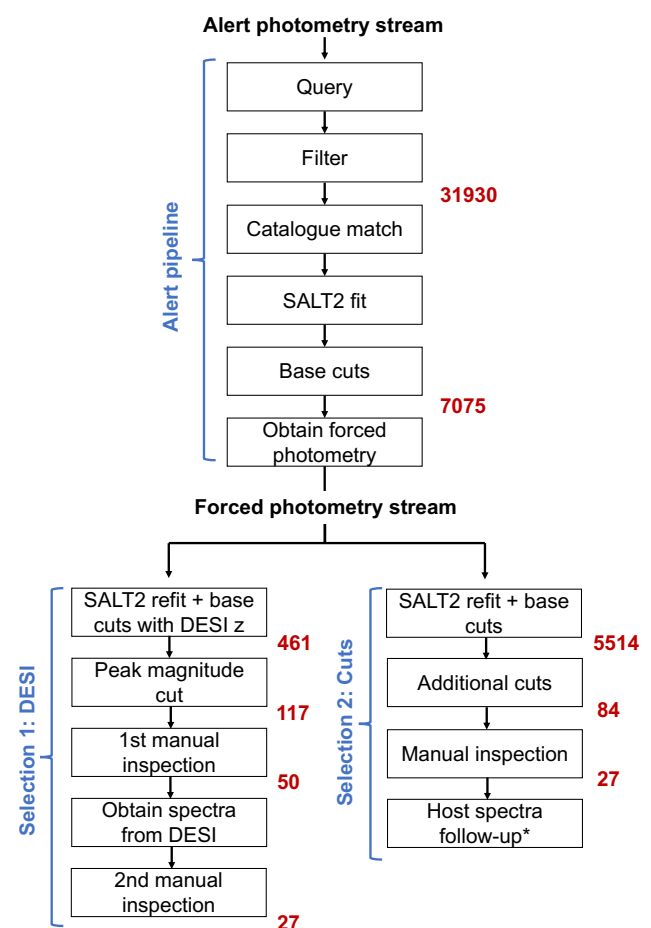 Alert photometry stream
Alert pipeline
Query
Filter
31930
Catalogue match
SALT2 fit
Base cuts
7075
Obtain forced
photometry
Forced photometry stream
Selection 1: DESI
SALT2 refit + base
cuts with DESI z
461
Peak magnitude
cut
117
1st manual
inspection
50
Obtain spectra
from DESI
2nd manual
inspection
27
Selection 2: Cuts
SALT2 refit + base
cuts
5514
Additional cuts
84
Manual inspection
27
Host spectra
follow-up*